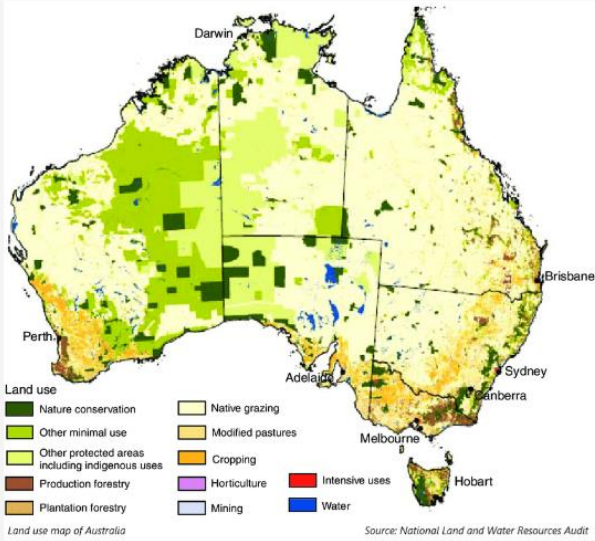 Darwin
Brisbane
Perth
Sydney
Adelaide
Canberra
Melbourne
Hobart
Land use
Nature conservation
Other minimal use
Other protected areas
including indigenous uses
Production forestry
Plantation forestry
Native grazing
Modified pastures
Cropping
Horticulture
Mining
Intensive uses
Water
Land use map of Australia
Source: National Land and Water Resources Audit